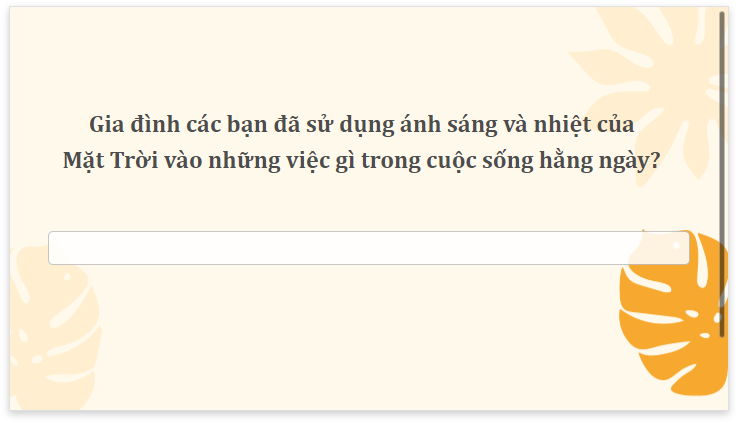 Gia đình các bạn đã sử dụng ánh sáng và nhiệt của
Mặt Trời vào những việc gì trong cuộc sống hằng ngày?